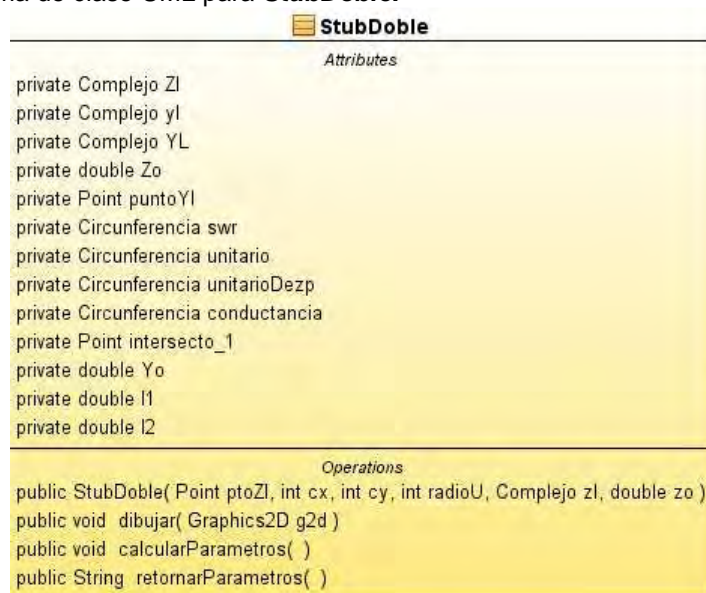 StubDoble
Attributes
private Complejo Zl
private Complejo yl
private Complejo YL
private double Zo
private Point puntoYl
private Circunferencia swr
private Circunferencia unitario
private Circunferencia unitarioDezp
private Circunferencia conductancia
private Point intersecto_1
private double Yo
private double l1
private double l2
Operations
public StubDoble( Point ptoZl, int cx, int cy, int radioU, Complejo zl, double zo )
public void dibujar( Graphics2D g2d )
public void calcularParametros( )
public String retornarParametros( )